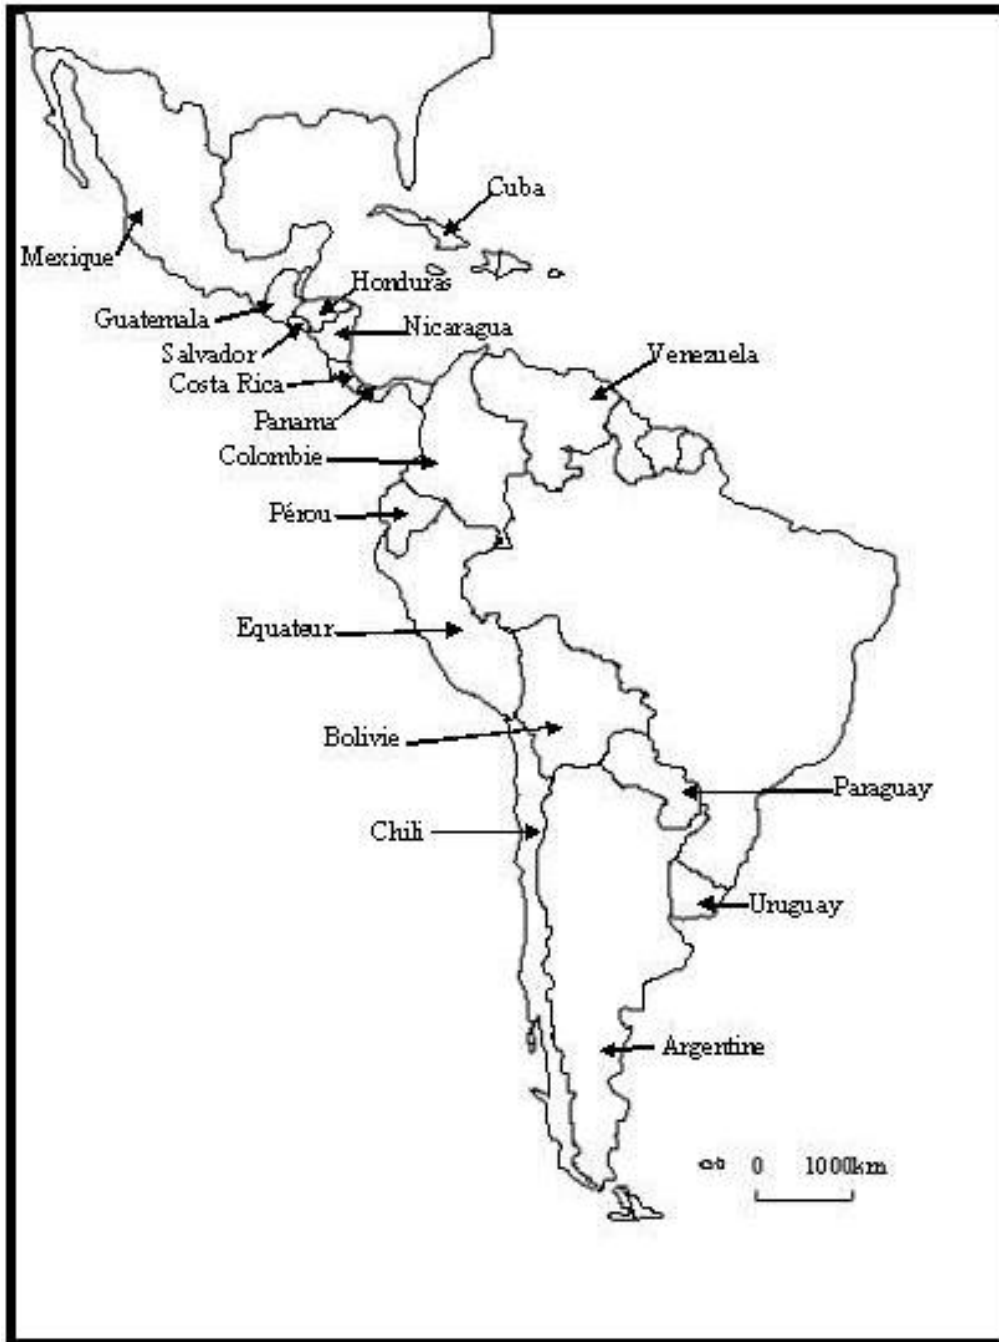 Cuba
Mexique
Honduras
Guatemala
Nicaragua
Salvador
Venezuela
Costa Rica
Panama
Colombie
Pérou
Equateur
Bolivie
Paraguay
Chili
Uruguay
Argentine
0 1000km